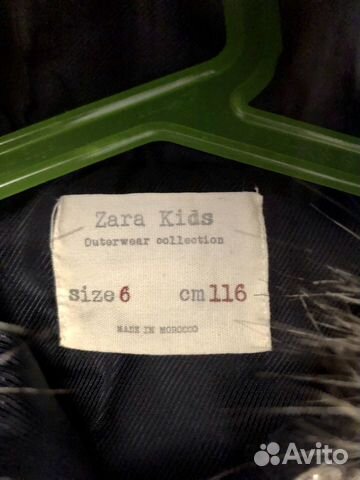 Zara Kids
Outerwear collection
size 6 cm 116
MADE IN MOROCCO
Avito